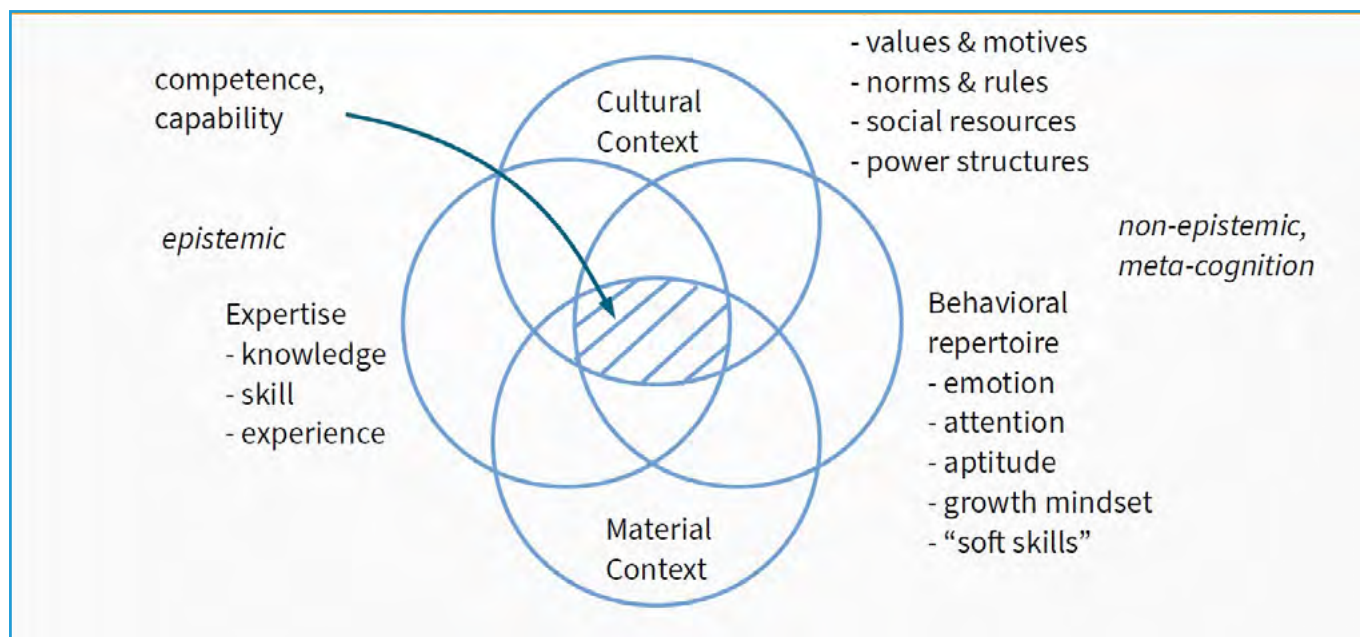 competence,
capability
Cultural
Context
- values & motives
- norms & rules
- social resources
- power structures
epistemic
non-epistemic,
meta-cognition
Expertise
- knowledge
- skill
- experience
Behavioral
repertoire
- emotion
- attention
- aptitude
- growth mindset
- “soft skills”
Material
Context